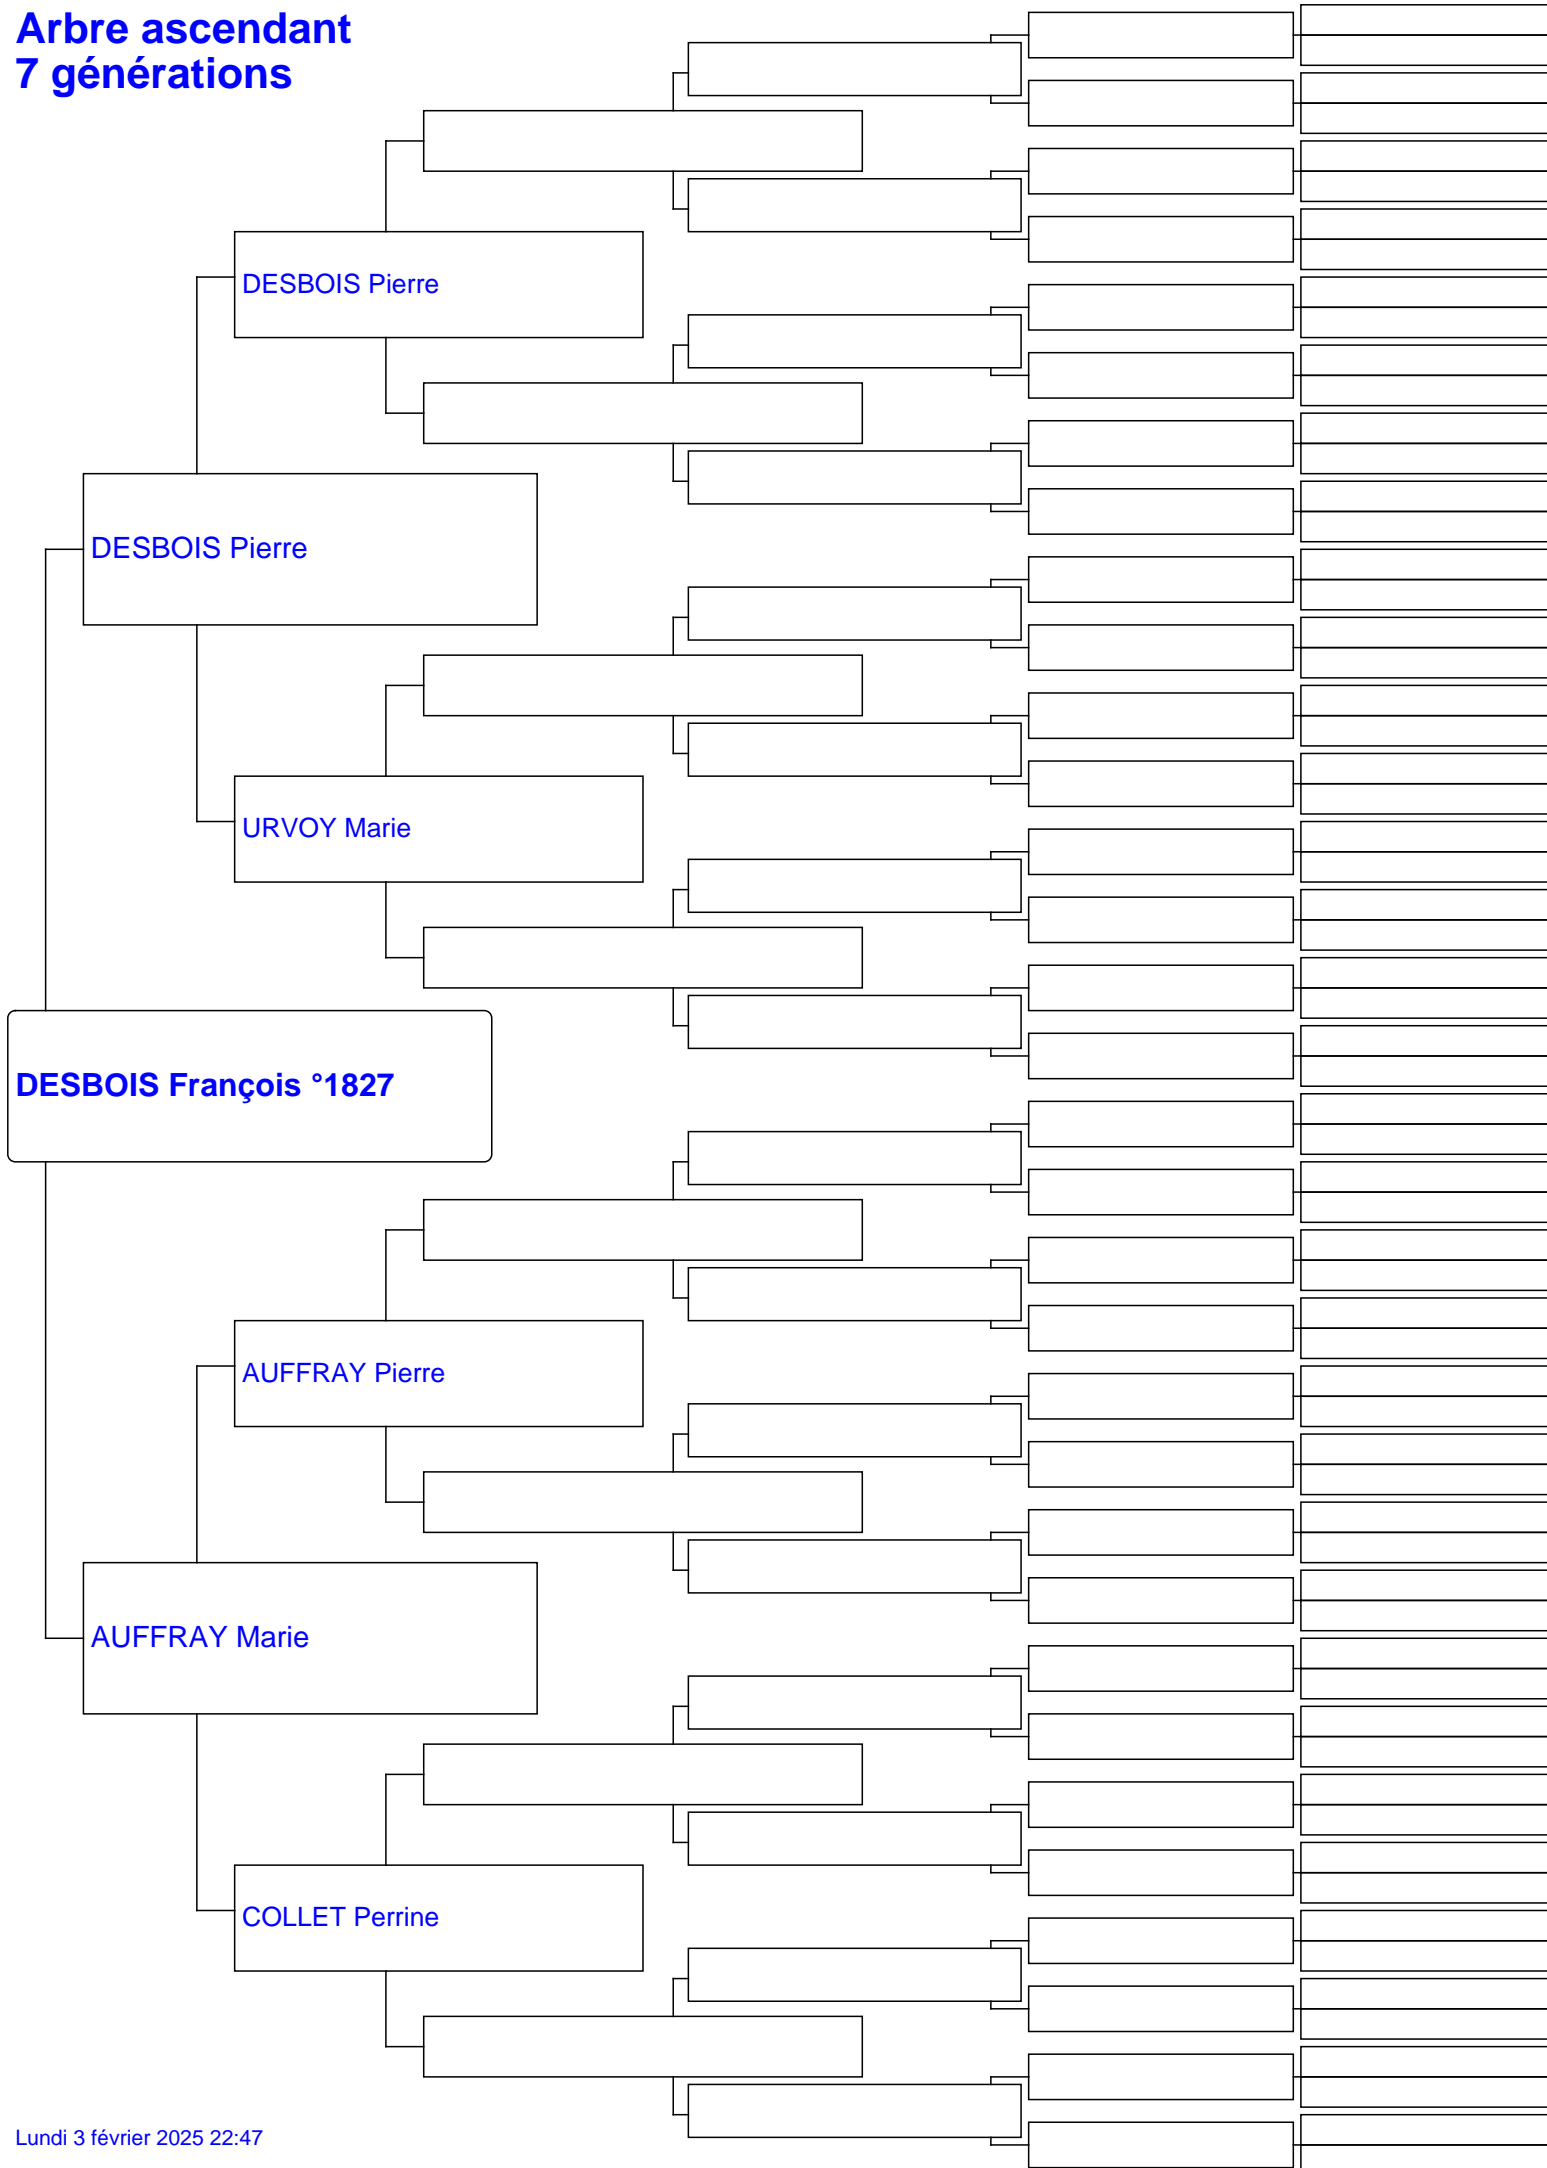 Arbre ascendant
7 générations
DESBOIS Pierre
DESBOIS Pierre
URVOY Marie
DESBOIS François °1827
AUFFRAY Pierre
AUFFRAY Marie
COLLET Perrine
Lundi 3 février 2025 22:47